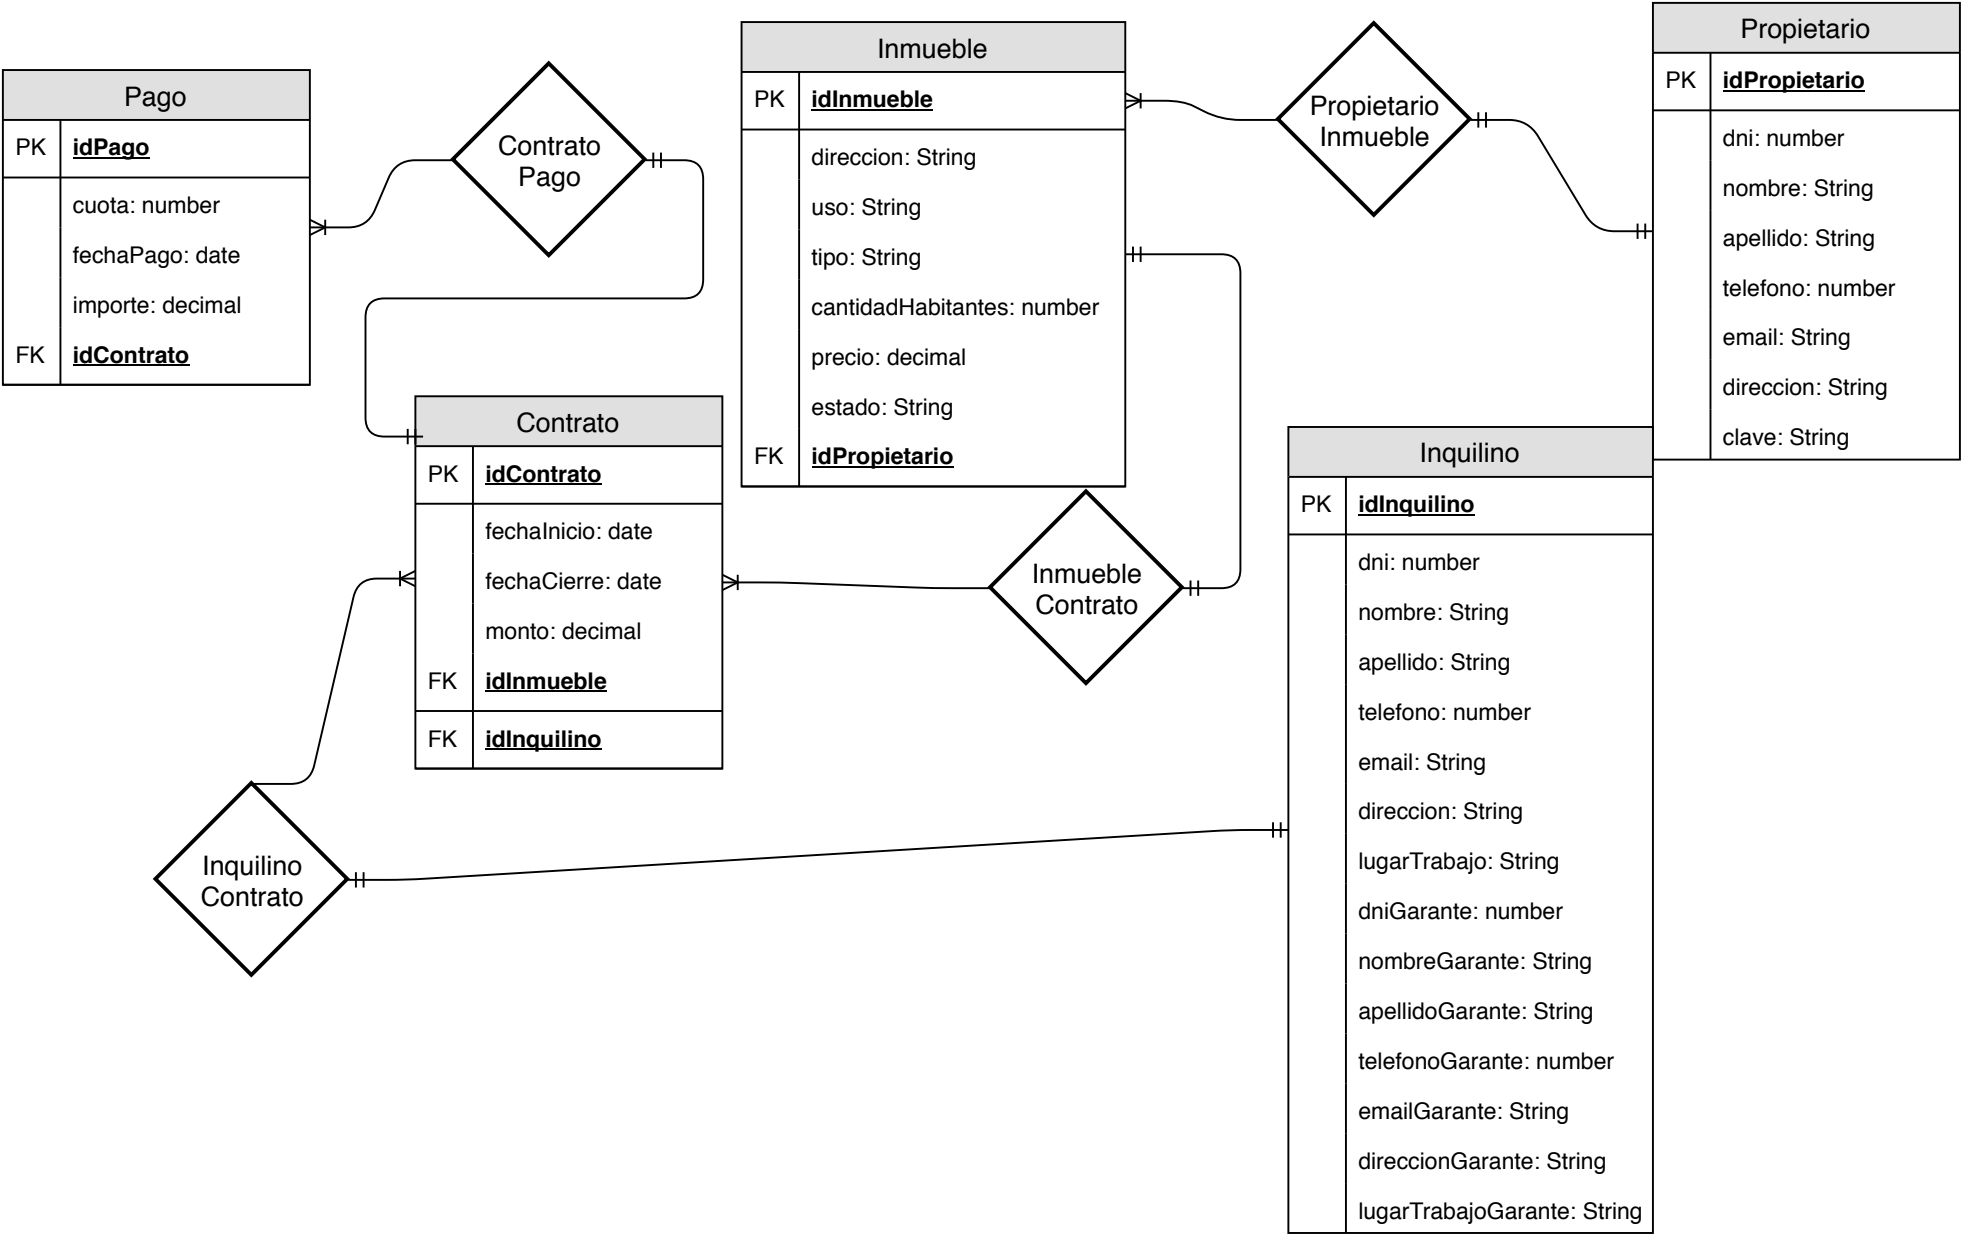 Pago
PK idPago
cuota: number
fechaPago: date
importe: decimal
FK idContrato
Contrato
Pago
Inmueble
PK idInmueble
direccion: String
uso: String
tipo: String
cantidadHabitantes: number
precio: decimal
estado: String
FK idPropietario
Propietario
Inmueble
Propietario
PK idPropietario
dni: number
nombre: String
apellido: String
telefono: number
email: String
direccion: String
clave: String
Contrato
PK idContrato
fechaInicio: date
fechaCierre: date
monto: decimal
FK idInmueble
FK idInquilino
Inmueble
Contrato
Inquilino
PK idInquilino
dni: number
nombre: String
apellido: String
telefono: number
email: String
direccion: String
lugarTrabajo: String
dniGarante: number
nombreGarante: String
apellidoGarante: String
telefonoGarante: number
emailGarante: String
direccionGarante: String
lugarTrabajoGarante: String
Inquilino
Contrato